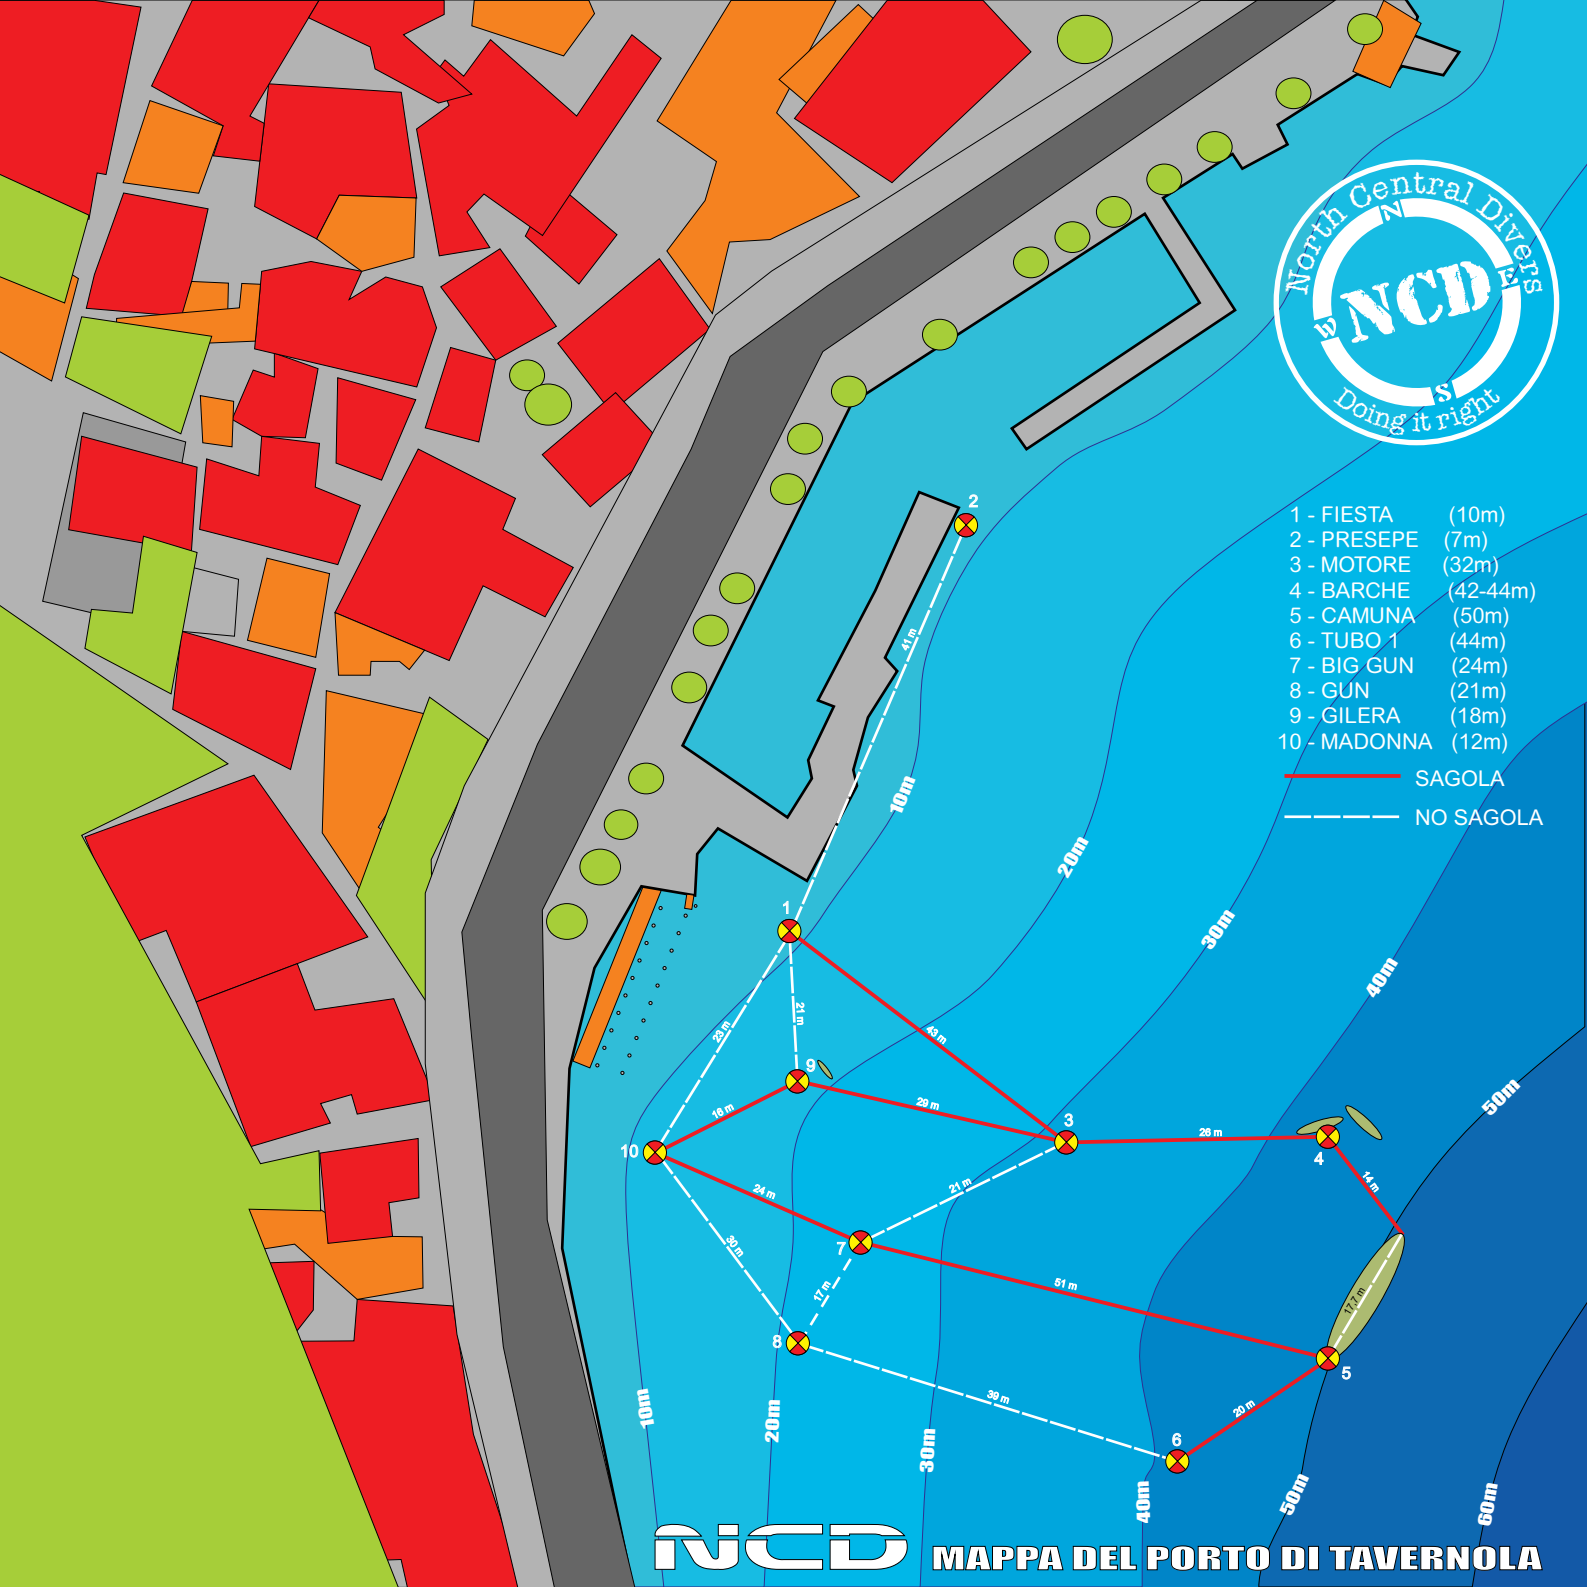 North Central Divers
N
E
W
S
NCD
Doing it right
1 - FIESTA (10m)
2 - PRESEPE (7m)
3 - MOTORE (32m)
4 - BARCHE (42-44m)
5 - CAMUNA (50m)
6 - TUBO 1 (44m)
7 - BIG GUN (24m)
8 - GUN (21m)
9 - GILERA (18m)
10 - MADONNA (12m)
SAGOLA
NO SAGOLA
2
41 m
10m
20m
30m
40m
50m
1
23 m
21 m
43 m
9
16 m
29 m
3
26 m
4
14 m
10
24 m
21 m
7
30 m
17 m
51 m
17,7 m
8
39 m
5
20 m
6
10m
20m
30m
40m
50m
60m
NCD
MAPPA DEL PORTO DI TAVERNOLA